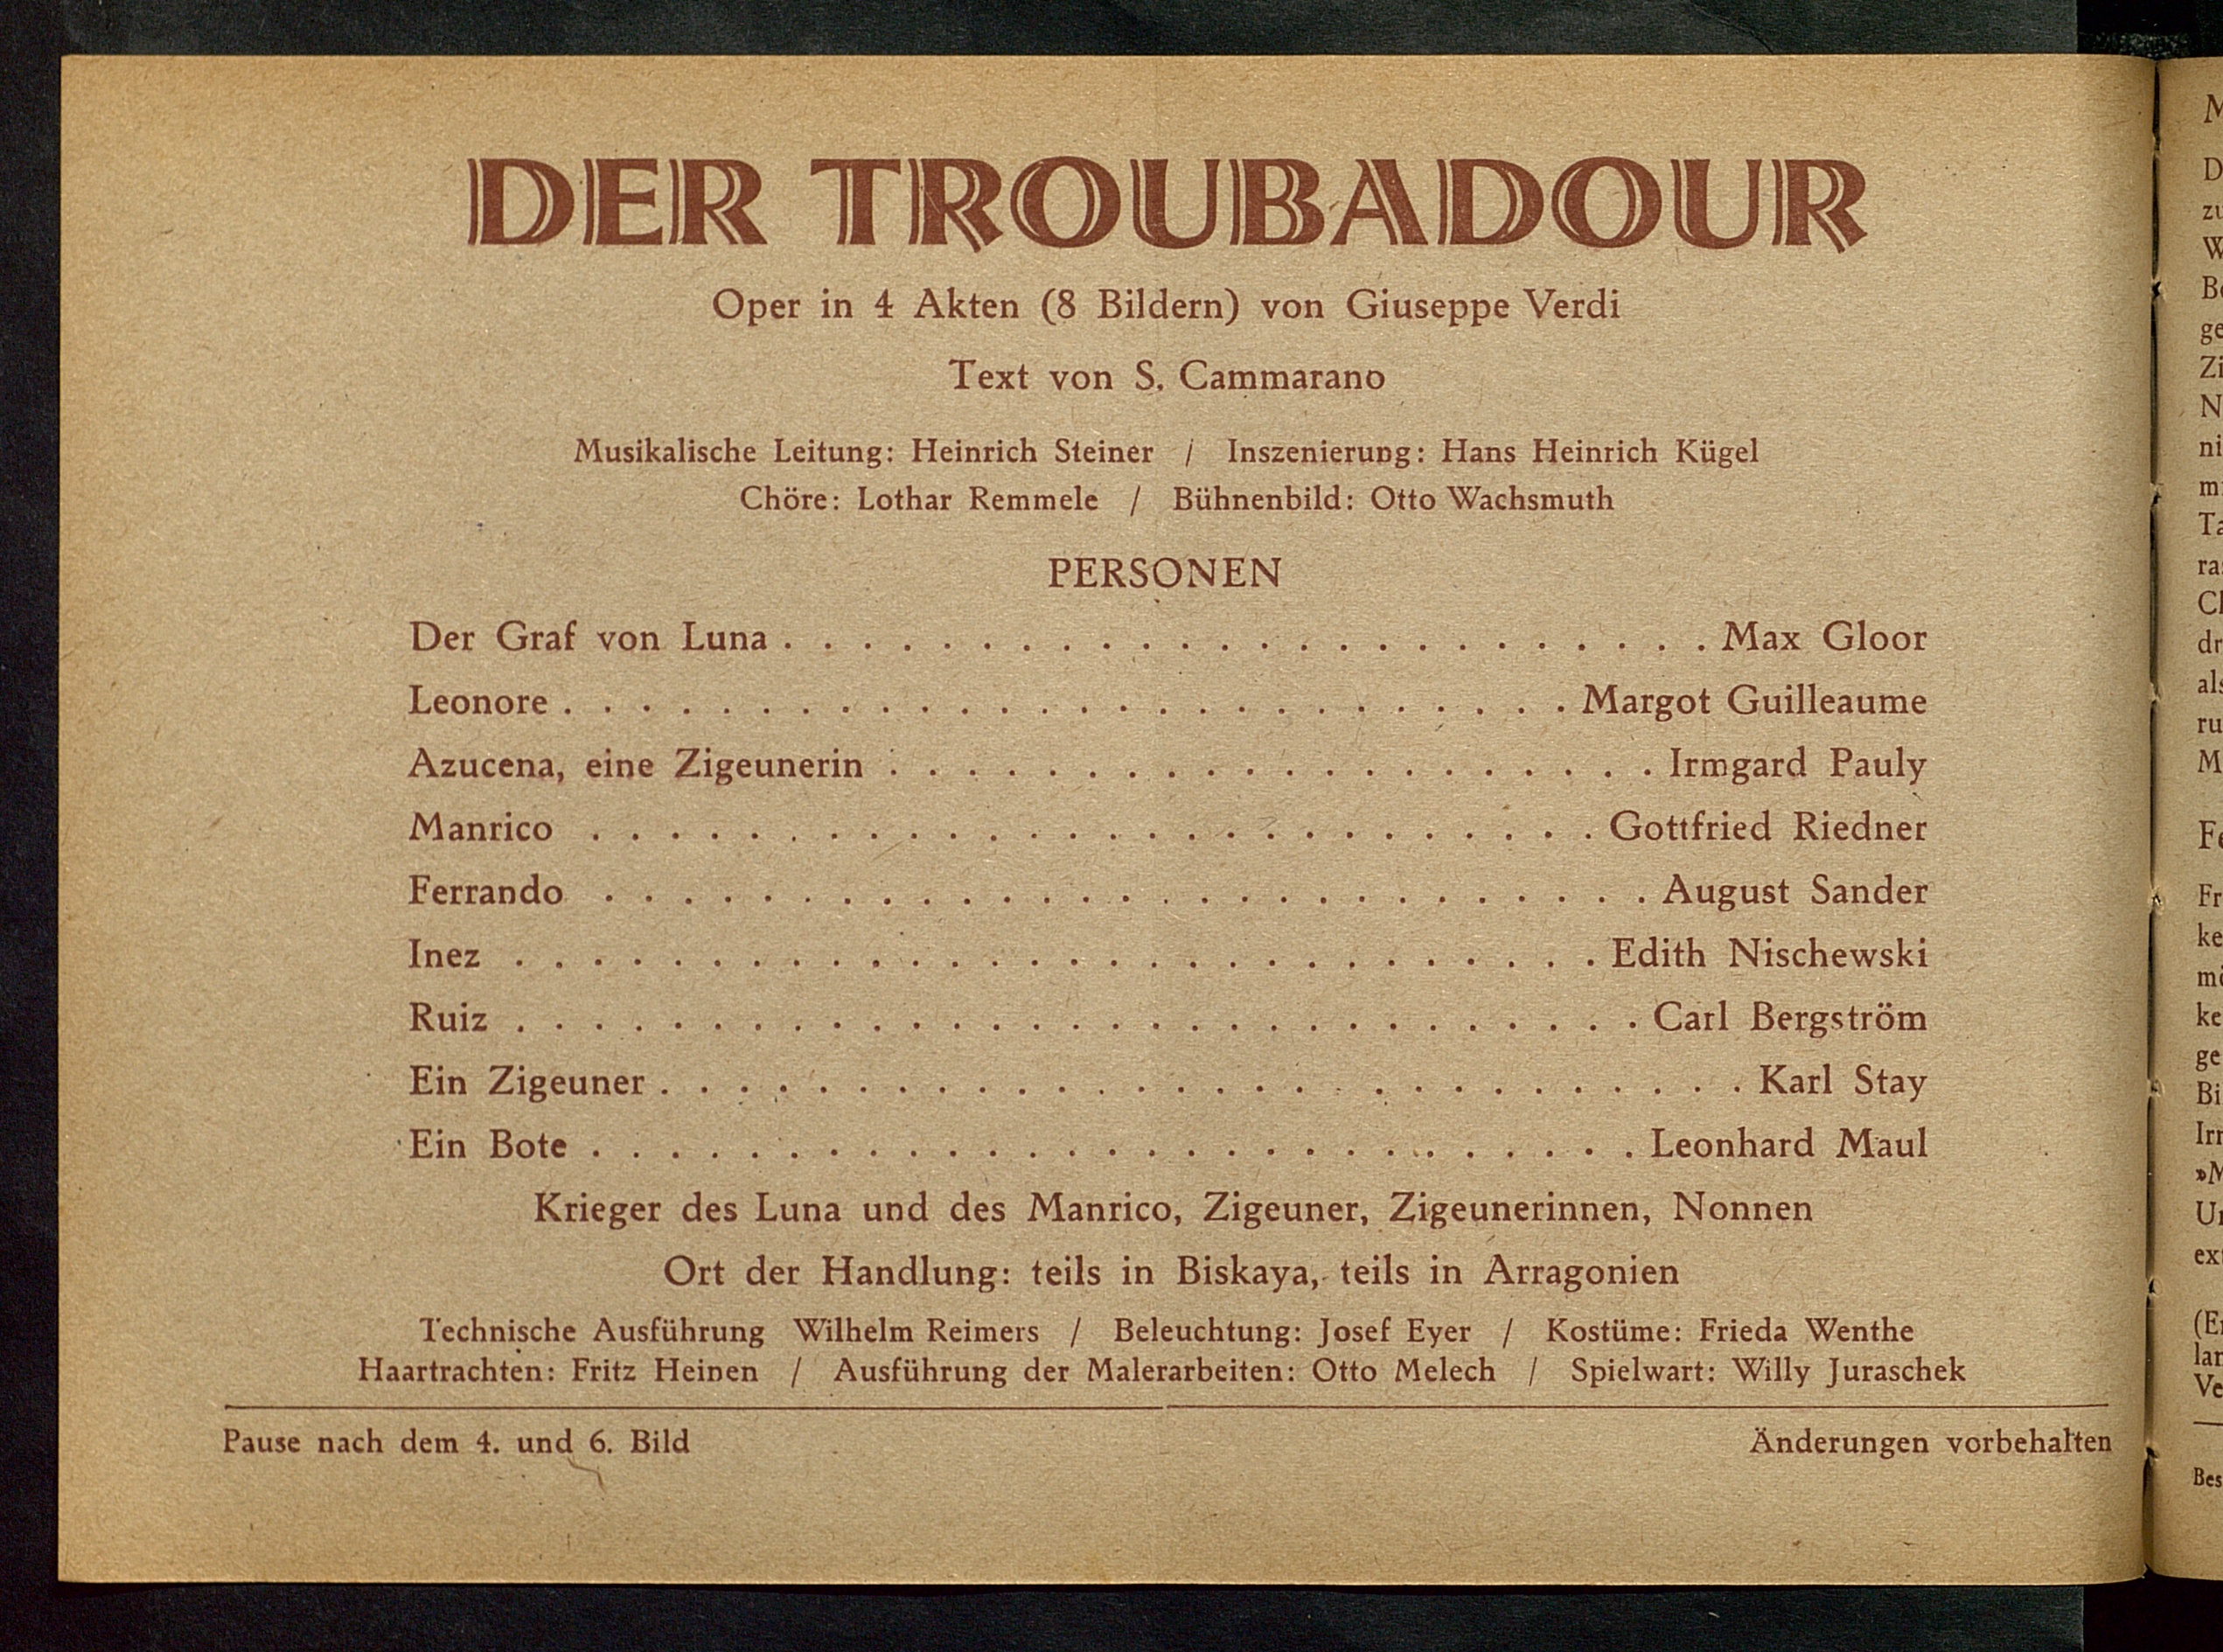 DER TROUBADOUR
Oper in 4 Akten (8 Bildern) von Giuseppe Verdi
Text von S. Cammarano
Musikalische Leitung: Heinrich Steiner / Inszenierung: Hans Heinrich Kügel
Chöre: Lothar Remmele / Bühnenbild: Otto Wachsmuth
PERSONEN
Der Graf von Luna . . . . . . . . . . . . . . . . . . . . . . . . Max Gloor
Leonore . . . . . . . . . . . . . . . . . . . . . . . . . . Margot Guilleaume
Azucena, eine Zigeunerin . . . . . . . . . . . . . . . . . . . . Irmgard Pauly
Manrico . . . . . . . . . . . . . . . . . . . . . . . . . . Gottfried Riedner
Ferrando . . . . . . . . . . . . . . . . . . . . . . . . . . . August Sander
Inez . . . . . . . . . . . . . . . . . . . . . . . . . . . . Edith Nischewski
Ruiz . . . . . . . . . . . . . . . . . . . . . . . . . . . . . Carl Bergström
Ein Zigeuner . . . . . . . . . . . . . . . . . . . . . . . . . . . . Karl Stay
Ein Bote . . . . . . . . . . . . . . . . . . . . . . . . . . . Leonhard Maul
Krieger des Luna und des Manrico, Zigeuner, Zigeunerinnen, Nonnen
Ort der Handlung: teils in Biskaya, teils in Arragonien
Technische Ausführung Wilhelm Reimers / Beleuchtung: Josef Eyer / Kostüme: Frieda Wenthe
Haartrachten: Fritz Heinen / Ausführung der Malerarbeiten: Otto Melech / Spielwart: Willy Juraschek
Pause nach dem 4. und 6. Bild
Änderungen vorbehalten